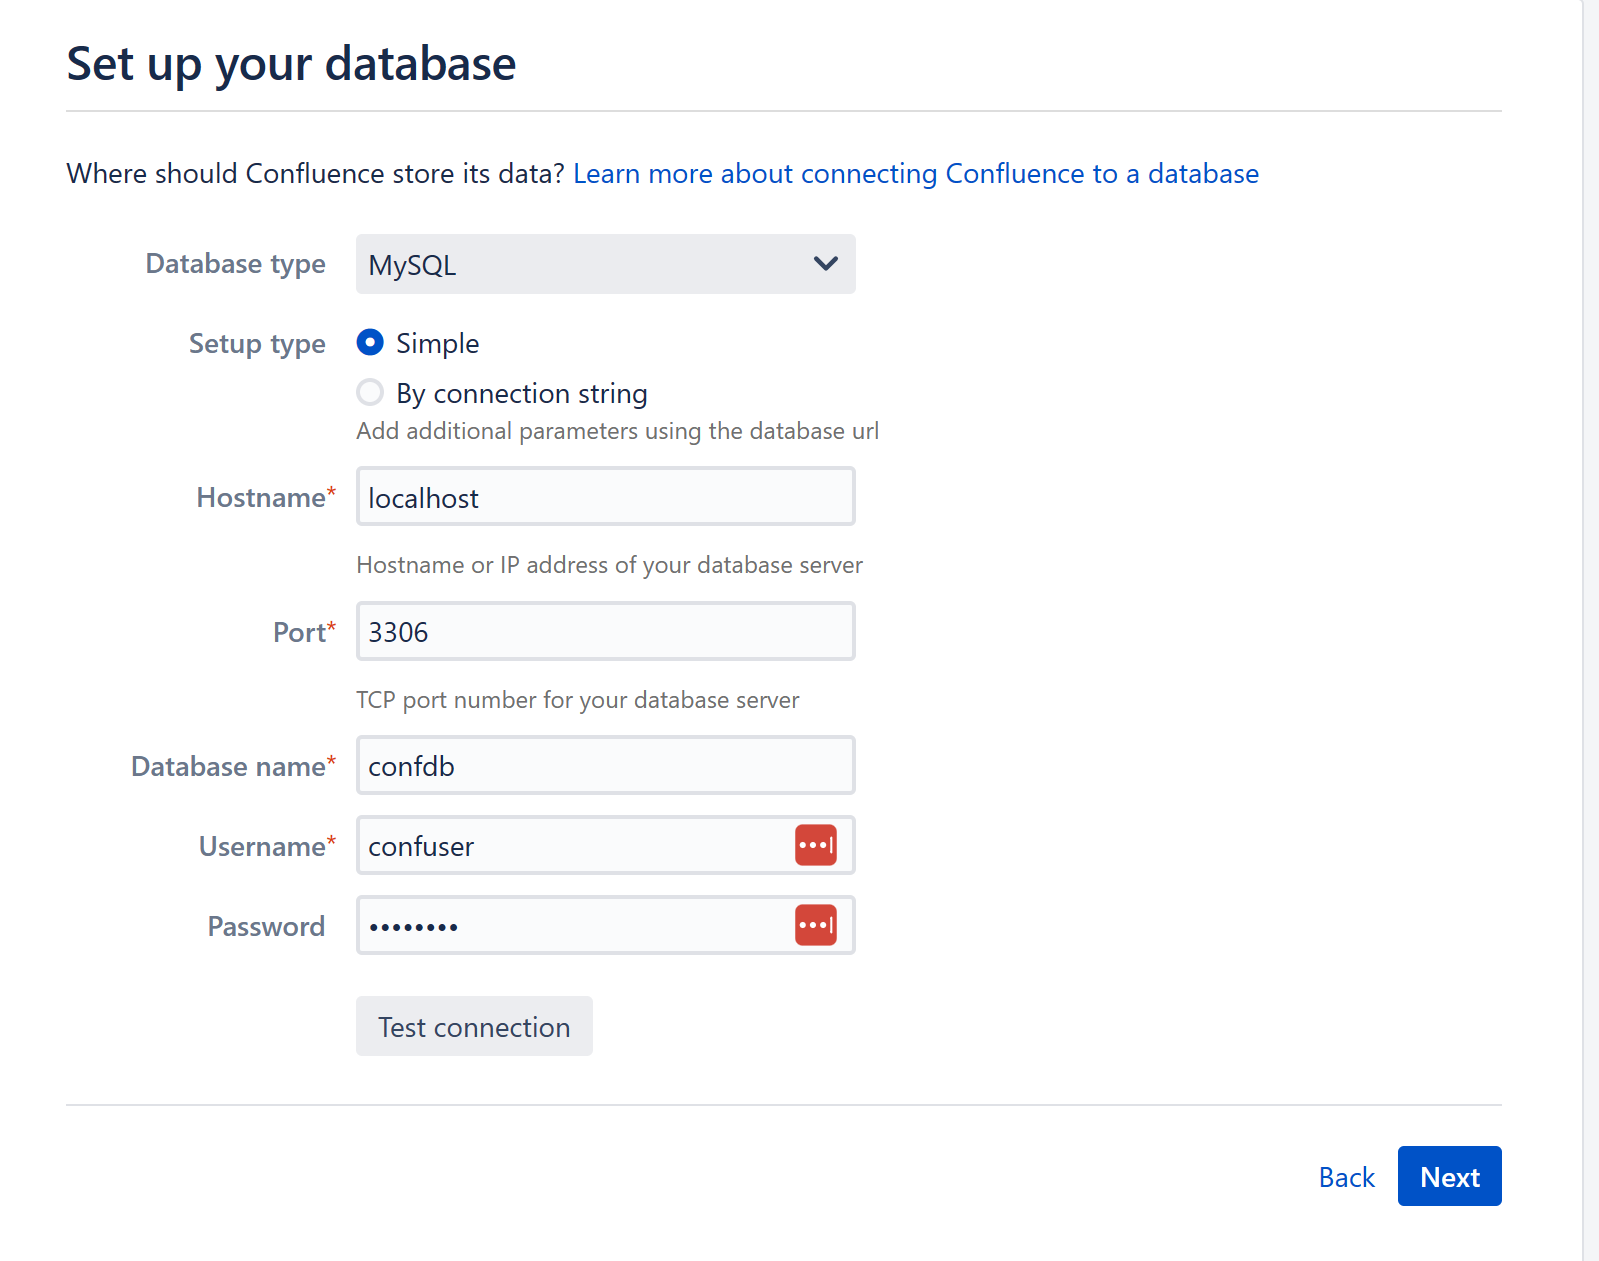 Set up your database
Where should Confluence store its data? Learn more about connecting Confluence to a database
Database type MySQL
Setup type Simple
By connection string
Add additional parameters using the database url
Hostname* localhost
Hostname or IP address of your database server
Port* 3306
TCP port number for your database server
Database name* confdb
Username* confuser
Password ••••••••
Test connection
Back Next